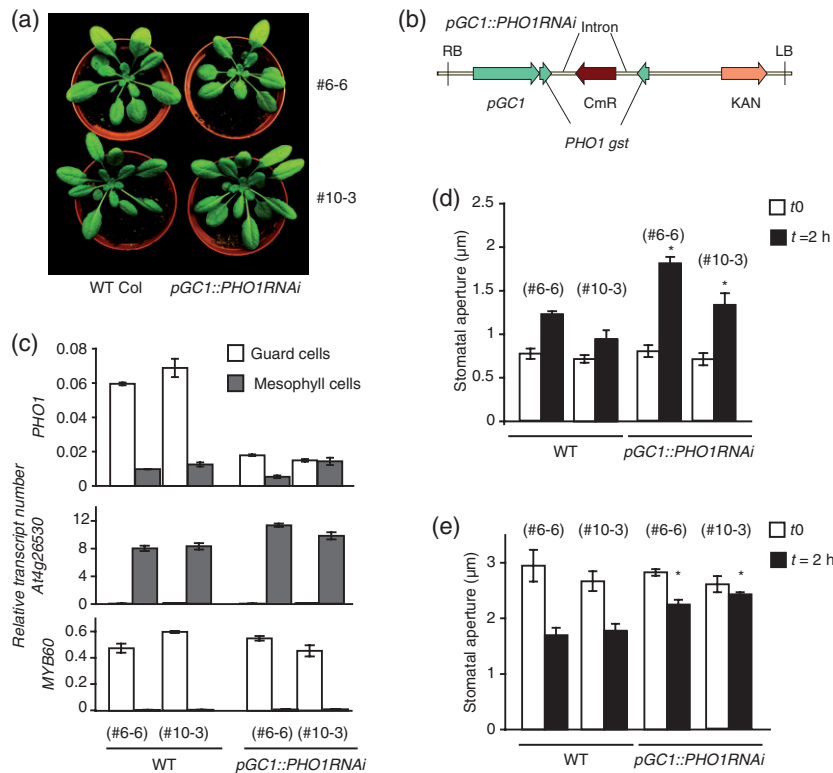 (a)
#6-6
#10-3
WT Col pGC1::PHO1RNAi
(b)
pGC1::PHO1RNAi
Intron
RB
LB
pGC1
CmR
KAN
PHO1 gst
(c)
Guard cells
Mesophyll cells
Relative transcript number
PHO1
0.08
0.06
0.04
0.02
0
At4g26530
12
8
4
0
MYB60
0.6
0.4
0.2
0
(#6-6) (#10-3) (#6-6) (#10-3)
WT pGC1::PHO1RNAi
(d)
t0
t =2 h
Stomatal aperture (µm)
2.5
2
1.5
1
0.5
0
(#6-6) (#10-3) (#6-6) (#10-3)
* *
WT pGC1::PHO1RNAi
(e)
t0
t = 2 h
Stomatal aperture (µm)
3
2
1
0
(#6-6) (#10-3) (#6-6) (#10-3)
* *
WT pGC1::PHO1RNAi